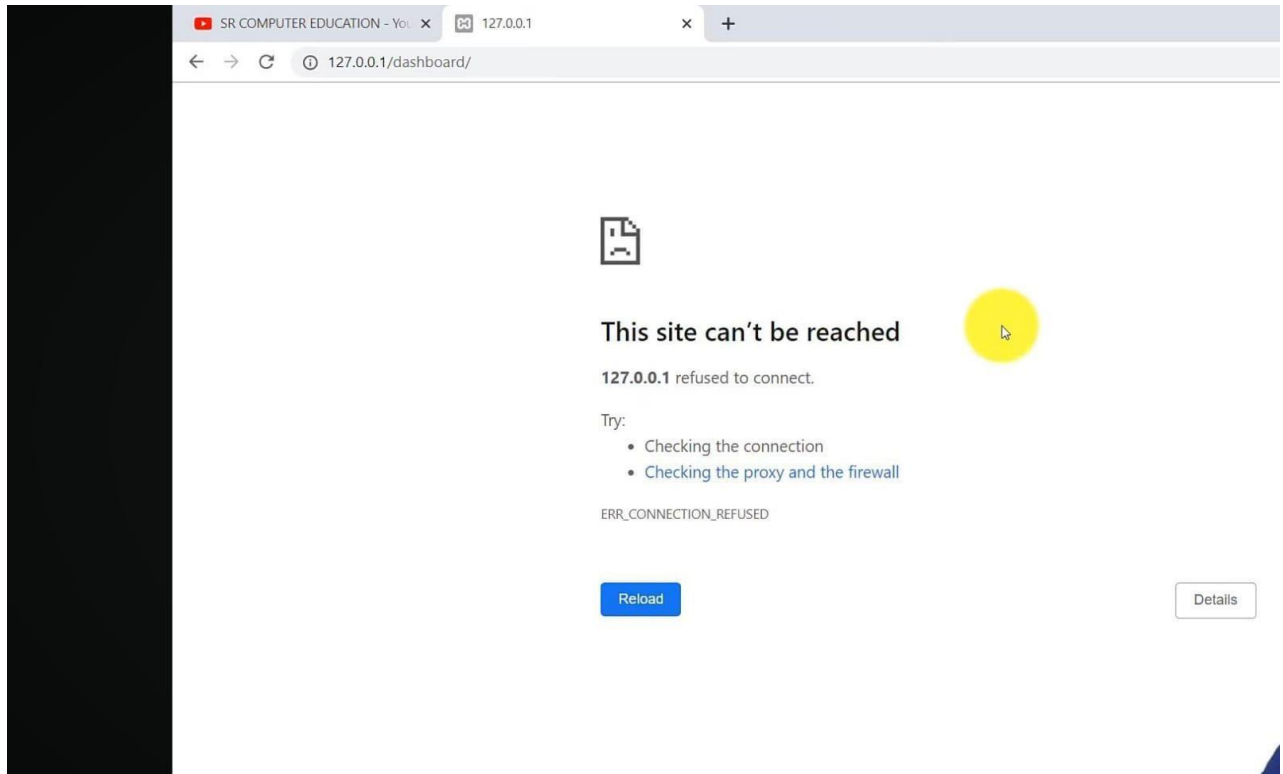 SR COMPUTER EDUCATION - You
127.0.0.1
127.0.0.1/dashboard/
This site can't be reached
127.0.0.1 refused to connect.
Try:
• Checking the connection
• Checking the proxy and the firewall
ERR_CONNECTION_REFUSED
Reload
Details